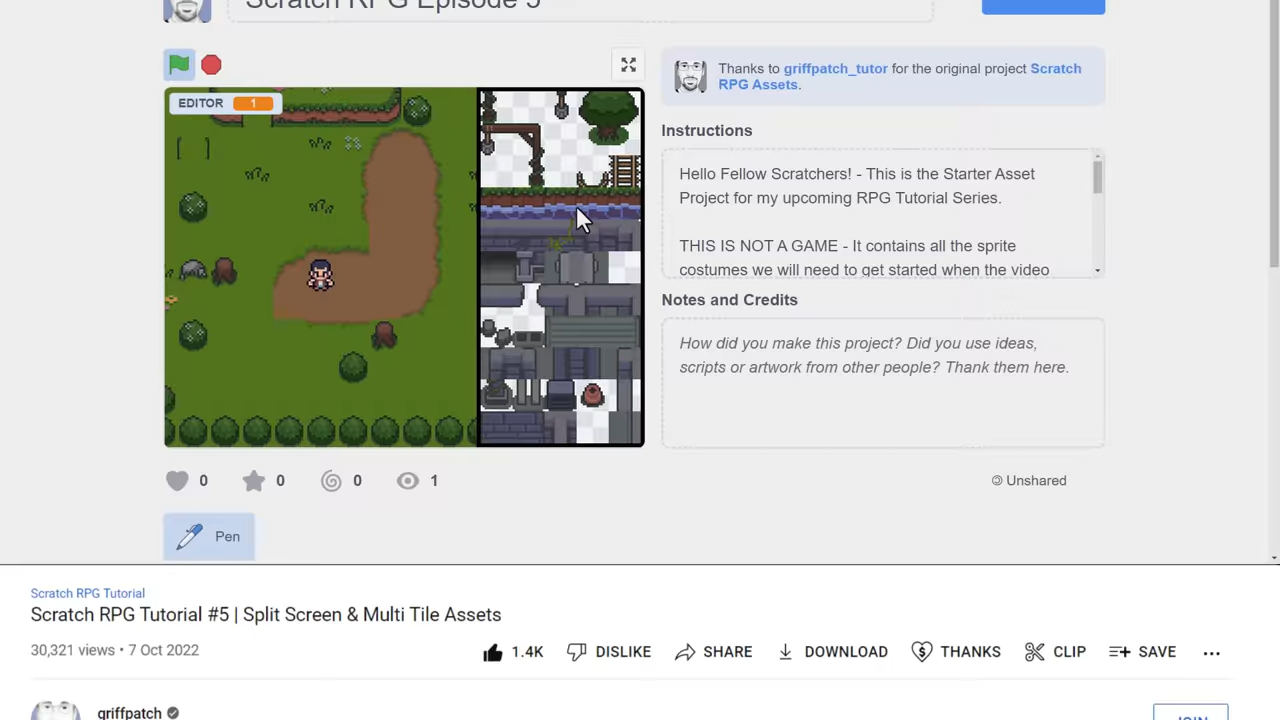 Scratch RPG Episode 5
EDITOR 1
Thanks to griffpatch_tutor for the original project Scratch
RPG Assets.
Instructions
Hello Fellow Scratchers! - This is the Starter Asset
Project for my upcoming RPG Tutorial Series.
THIS IS NOT A GAME - It contains all the sprite
costumes we will need to get started when the video
Notes and Credits
How did you make this project? Did you use ideas,
scripts or artwork from other people? Thank them here.
0 0 0 1
Unshared
Pen
Scratch RPG Tutorial
Scratch RPG Tutorial #5 | Split Screen & Multi Tile Assets
30,321 views • 7 Oct 2022
1.4K DISLIKE SHARE DOWNLOAD THANKS CLIP SAVE ...
griffpatch
JOIN